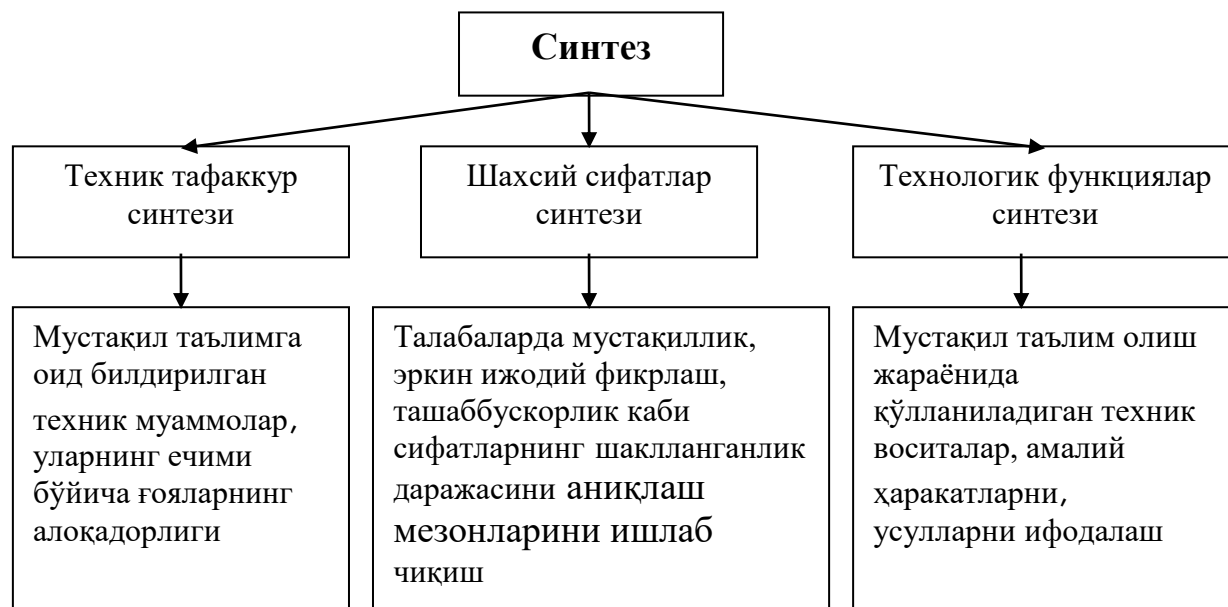 Синтез
Техник тафаккур
синтези
Шахсий сифатлар
синтези
Технологик функциялар
синтези
Мустақил таълимга
оид билдирилган
техник муаммолар,
уларнинг ечими
бўйича ғояларнинг
алоқадорлиги
Талабаларда мустақиллик,
эркин ижодий фикрлаш,
ташаббускорлик каби
сифатларнинг шаклланганлик
даражасини аниқлаш
мезонларини ишлаб
чиқиш
Мустақил таълим олиш
жараёнида
қўлланиладиган техник
воситалар, амалий
ҳаракатларни,
усулларни ифодалаш